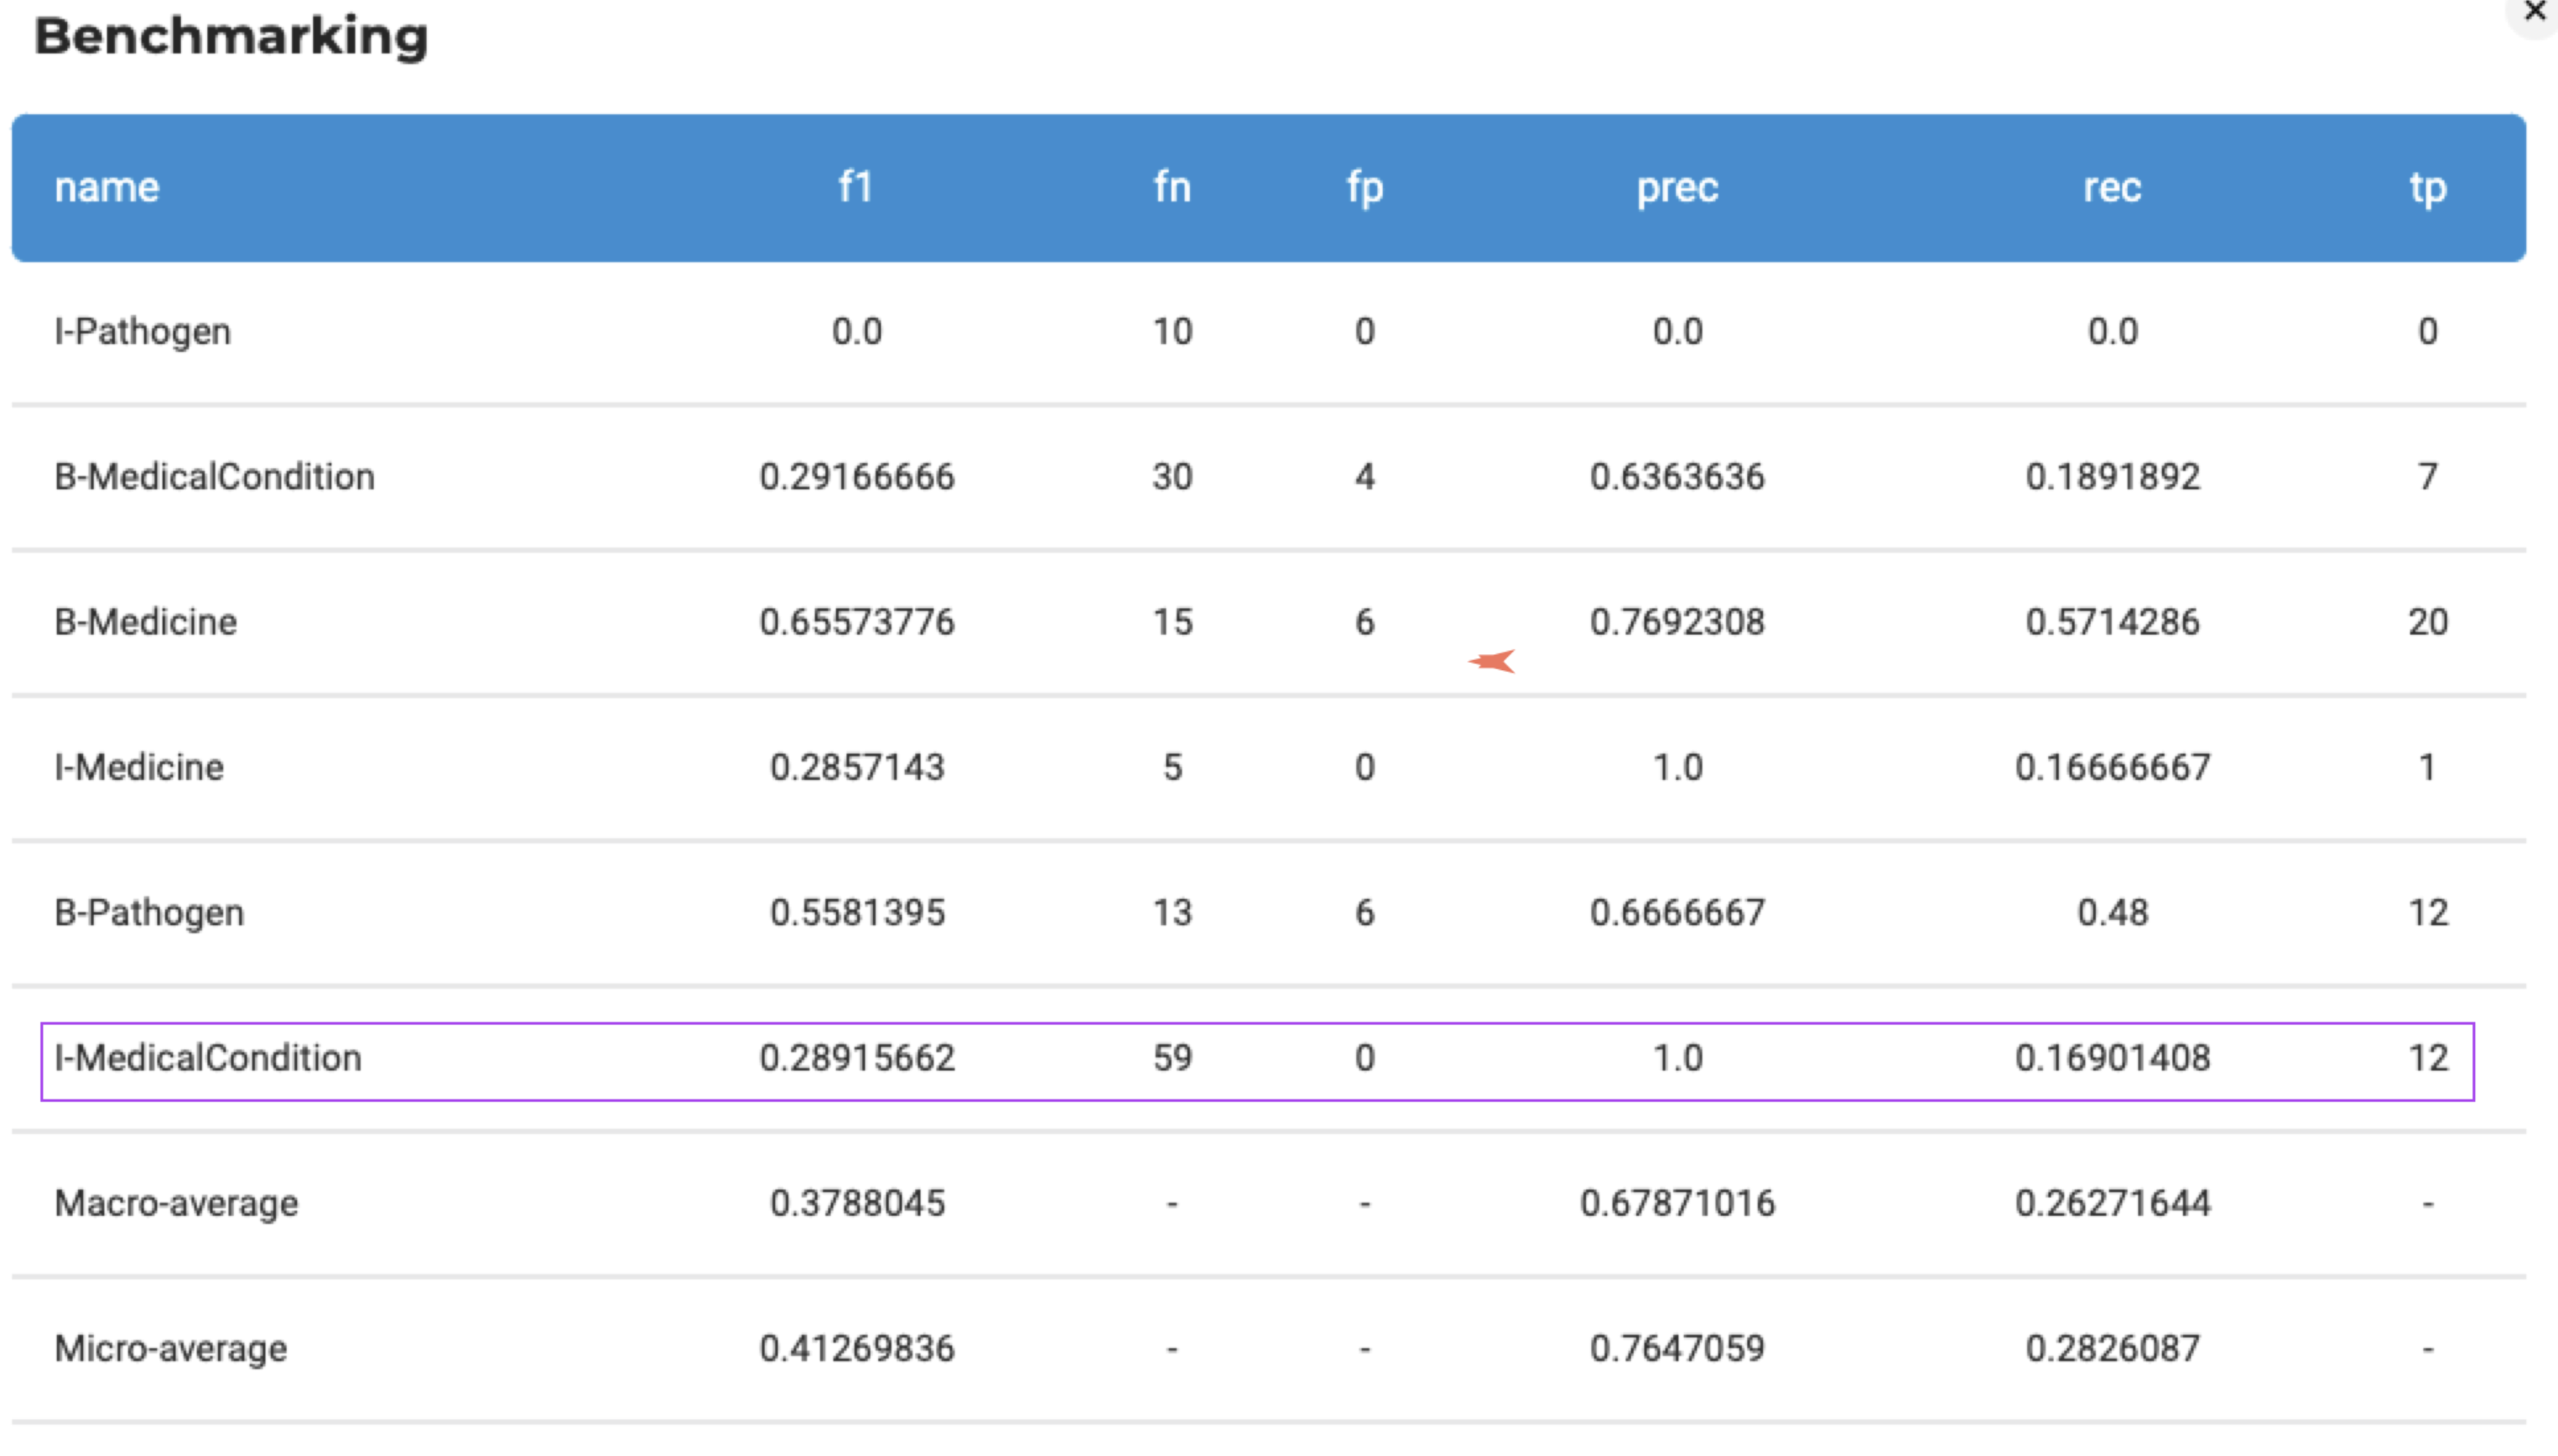 Benchmarking
name f1 fn fp prec rec tp
I-Pathogen 0.0 10 0 0.0 0.0 0
B-MedicalCondition 0.29166666 30 4 0.6363636 0.1891892 7
B-Medicine 0.65573776 15 6 0.7692308 0.5714286 20
I-Medicine 0.2857143 5 0 1.0 0.16666667 1
B-Pathogen 0.5581395 13 6 0.6666667 0.48 12
I-MedicalCondition 0.28915662 59 0 1.0 0.16901408 12
Macro-average 0.3788045 - - 0.67871016 0.26271644 -
Micro-average 0.41269836 - - 0.7647059 0.2826087 -